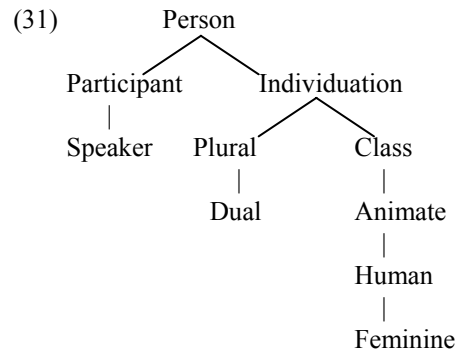 (31) Person
Participant Individuation
Speaker Plural Class
Dual Animate
Human
Feminine